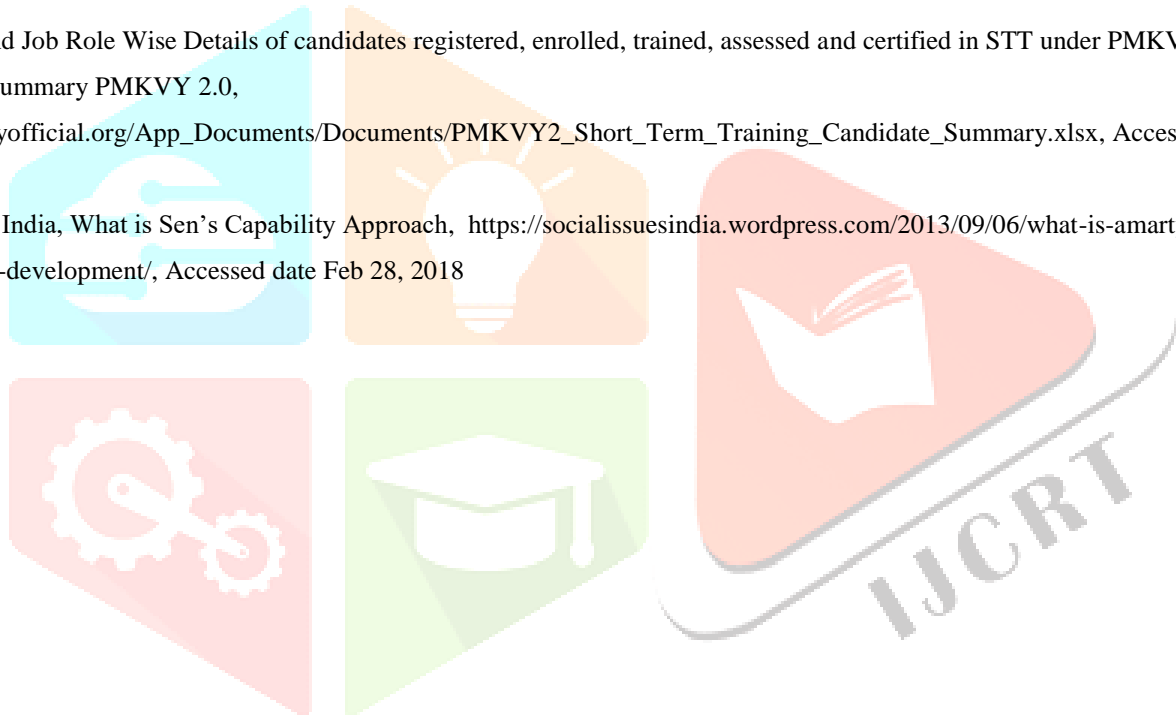 d Job Role Wise Details of candidates registered, enrolled, trained, assessed and certified in STT under PMKV
ummary PMKVY 2.0,
yofficial.org/App_Documents/Documents/PMKVY2_Short_Term_Training_Candidate_Summary.xlsx, Acces
India, What is Sen’s Capability Approach, https://socialissuesindia.wordpress.com/2013/09/06/what-is-amart
-development/, Accessed date Feb 28, 2018
IJCRT